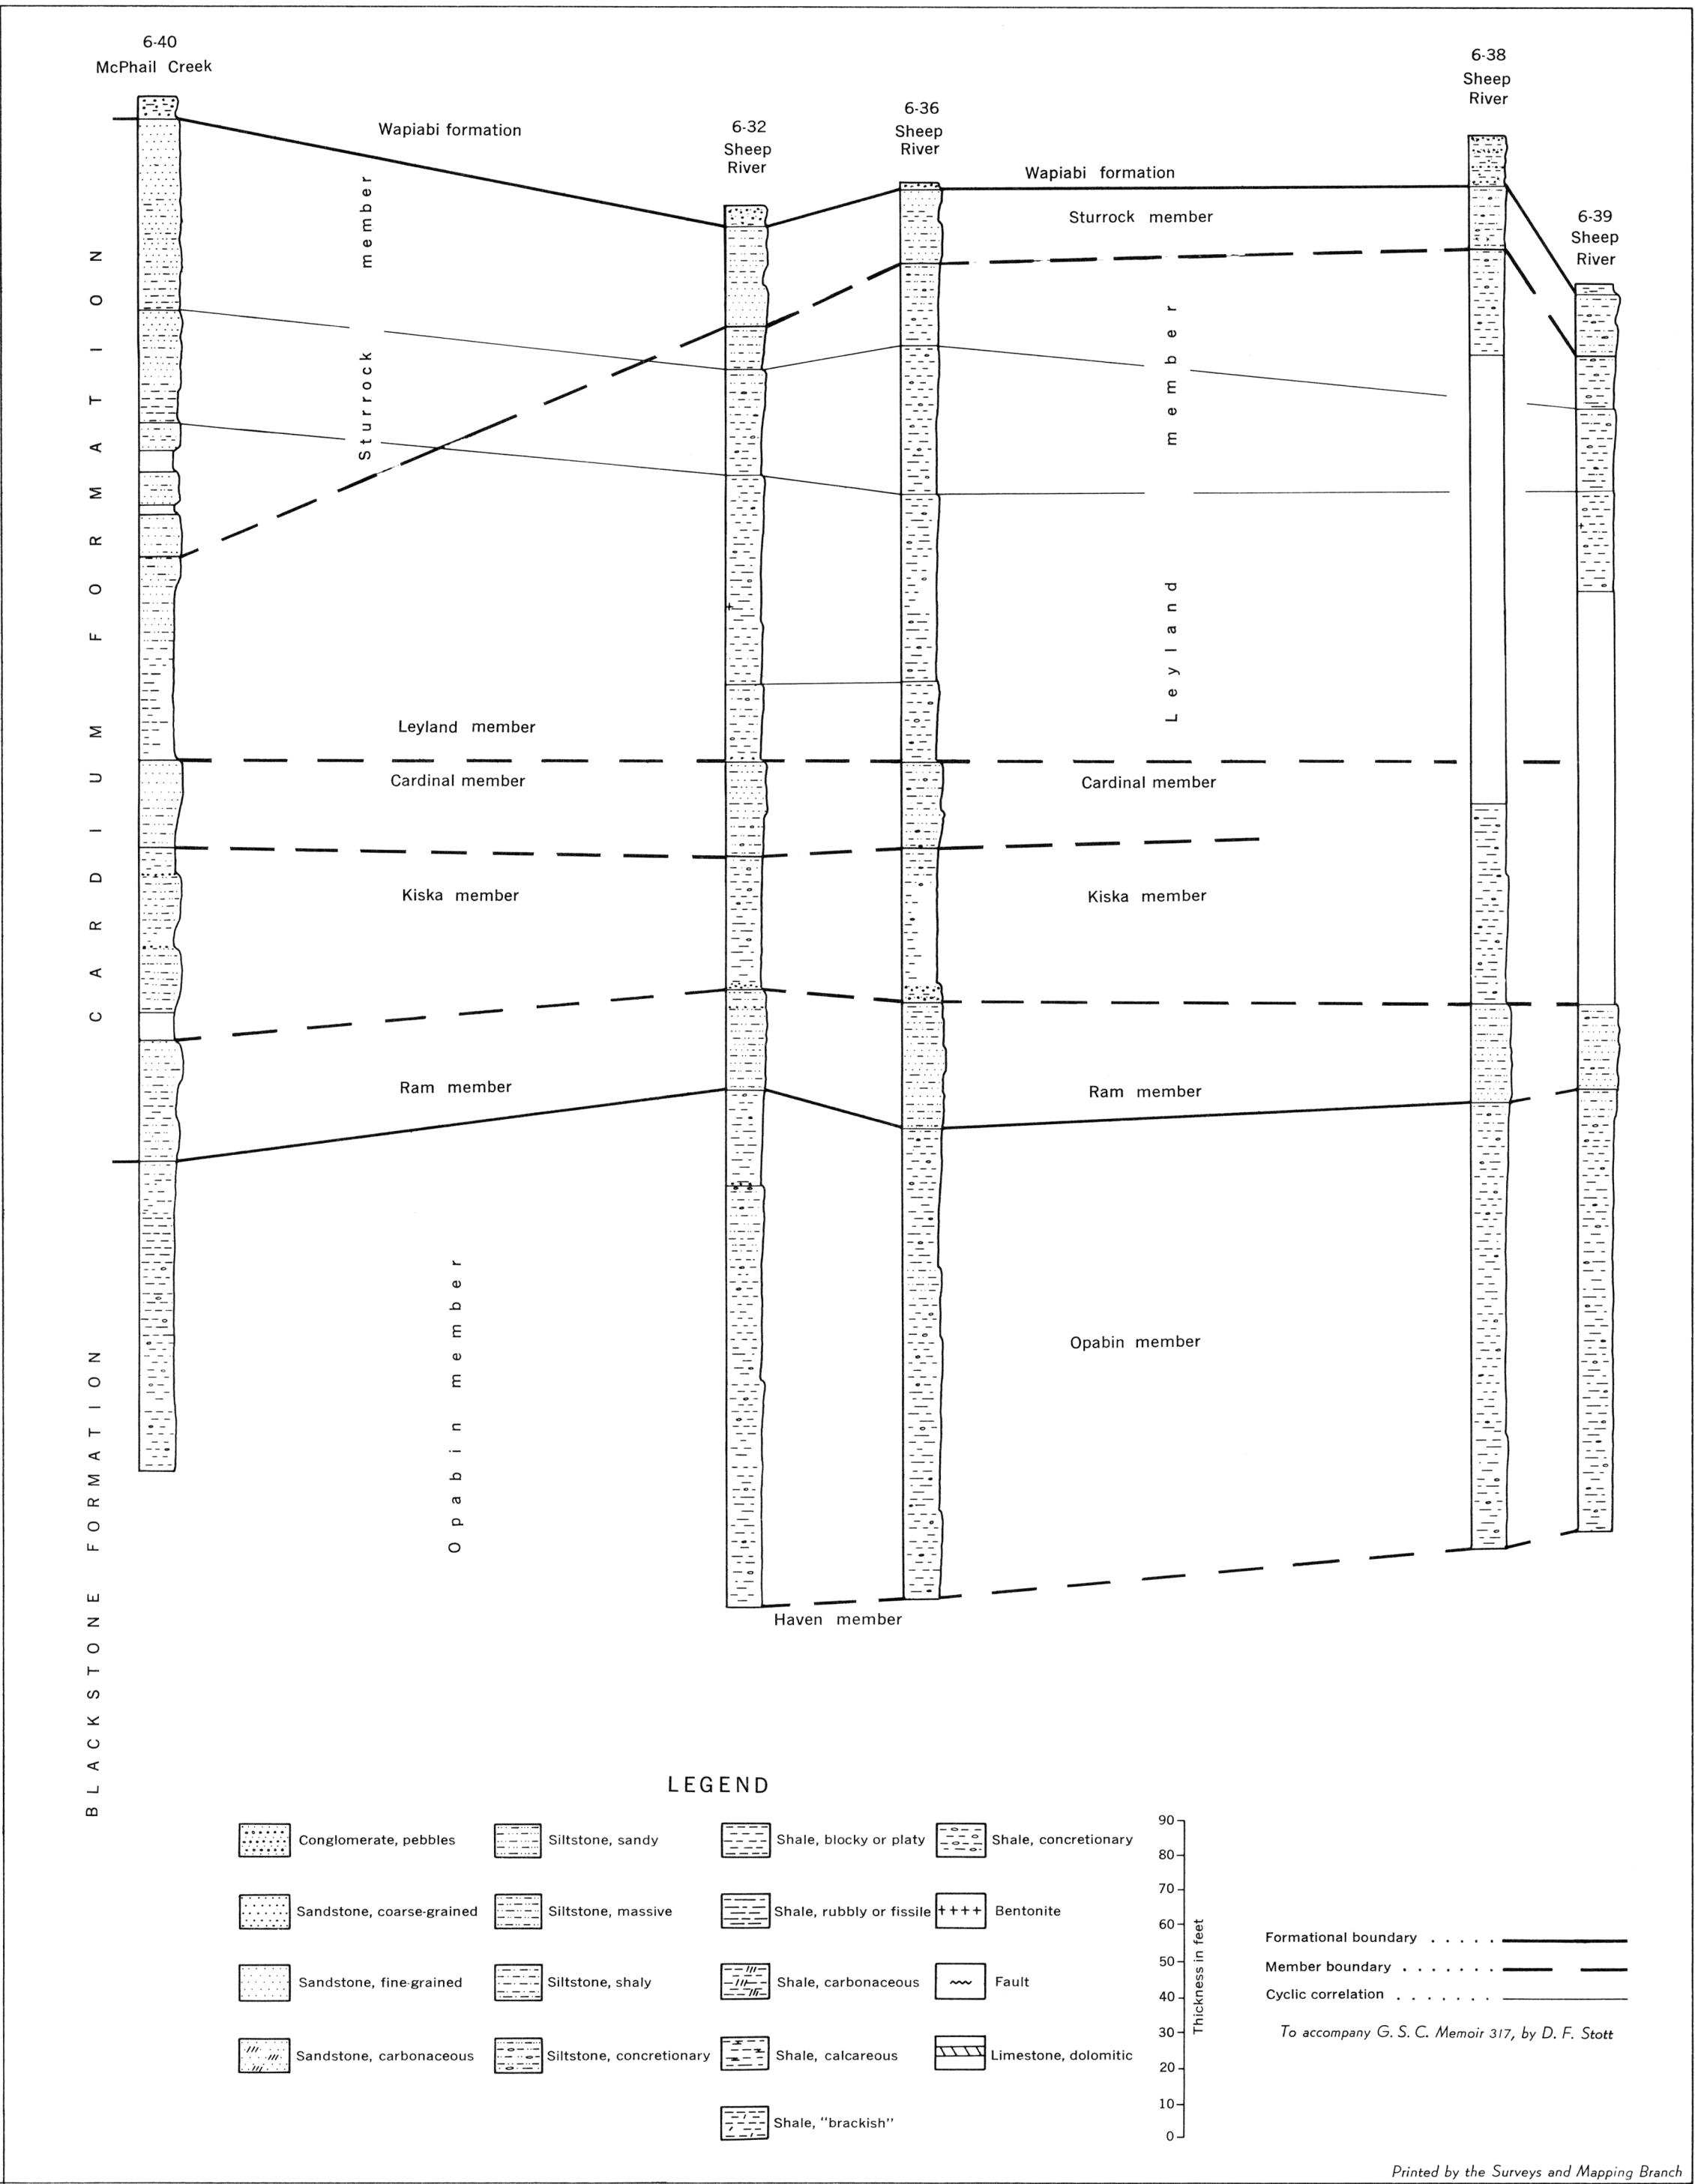 6-40
McPhail Creek
6-32
Sheep
River
6-36
Sheep
River
6-38
Sheep
River
6-39
Sheep
River
Wapiabi formation
Wapiabi formation
Sturrock member
Sturrock member
Leyland member
Leyland member
Cardinal member
Cardinal member
Kiska member
Kiska member
Ram member
Ram member
Opabin member
Opabin member
Haven member
CARDIUM FORMATION
BLACKSTONE FORMATION
LEGEND
Conglomerate, pebbles
Sandstone, coarse-grained
Sandstone, fine-grained
Sandstone, carbonaceous
Siltstone, sandy
Siltstone, massive
Siltstone, shaly
Siltstone, concretionary
Shale, blocky or platy
Shale, rubbly or fissile
Shale, carbonaceous
Shale, calcareous
Shale, "brackish"
Shale, concretionary
Bentonite
Fault
Limestone, dolomitic
90
80
70
60
50
40
30
20
10
0
Thickness in feet
Formational boundary . . . . .
Member boundary . . . . . . .
Cyclic correlation . . . . . . .
To accompany G. S. C. Memoir 317, by D. F. Stott
Printed by the Surveys and Mapping Branch